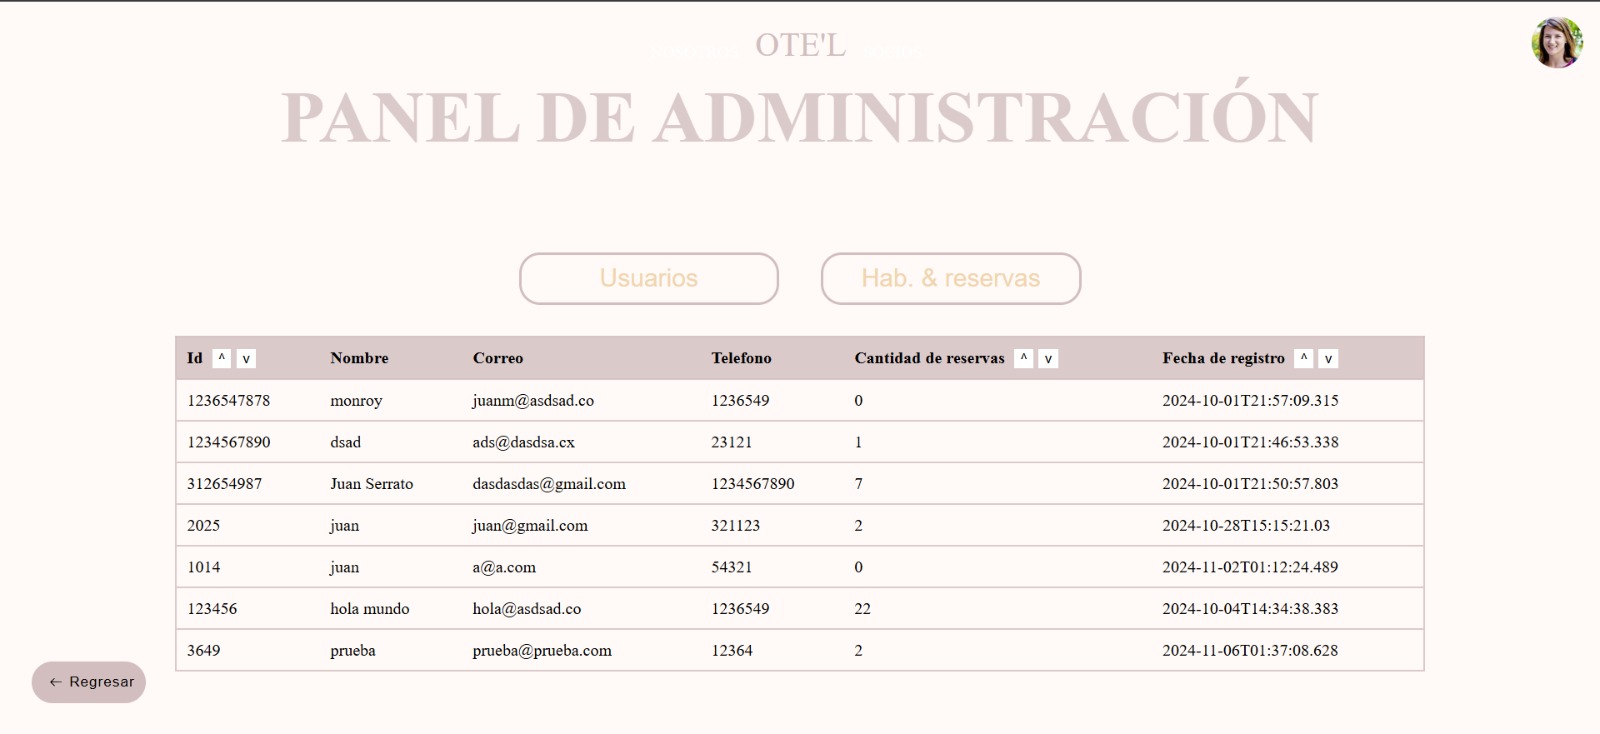 OTE'L
PANEL DE ADMINISTRACIÓN
Usuarios Hab. & reservas
Id ^ v Nombre Correo Telefono Cantidad de reservas ^ v Fecha de registro ^ v
1236547878 monroy juanm@asdsad.co 1236549 0 2024-10-01T21:57:09.315
1234567890 dsad ads@dasdsa.cx 23121 1 2024-10-01T21:46:53.338
312654987 Juan Serrato dasdasdas@gmail.com 1234567890 7 2024-10-01T21:50:57.803
2025 juan juan@gmail.com 321123 2 2024-10-28T15:15:21.03
1014 juan a@a.com 54321 0 2024-11-02T01:12:24.489
123456 hola mundo hola@asdsad.co 1236549 22 2024-10-04T14:34:38.383
3649 prueba prueba@prueba.com 12364 2 2024-11-06T01:37:08.628
← Regresar